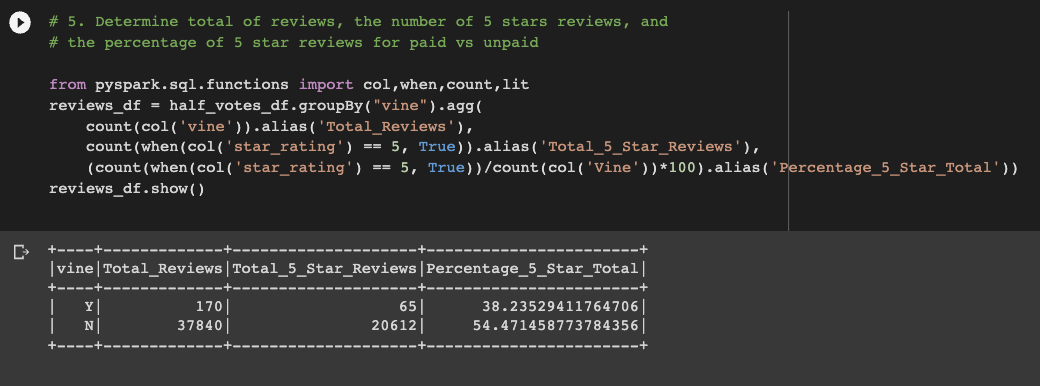 # 5. Determine total of reviews, the number of 5 stars reviews, and
# the percentage of 5 star reviews for paid vs unpaid
from pyspark.sql.functions import col,when,count,lit
reviews_df = half_votes_df.groupBy("vine").agg(
    count(col('vine')).alias('Total_Reviews'),
    count(when(col('star_rating') == 5, True)).alias('Total_5_Star_Reviews'),
    (count(when(col('star_rating') == 5, True))/count(col('Vine'))*100).alias('Percentage_5_Star_Total'))
reviews_df.show()
+----+-------------+--------------------+-----------------------+
|vine|Total_Reviews|Total_5_Star_Reviews|Percentage_5_Star_Total|
+----+-------------+--------------------+-----------------------+
|   Y|          170|                  65|      38.23529411764706|
|   N|        37840|               20612|     54.471458773784356|
+----+-------------+--------------------+-----------------------+